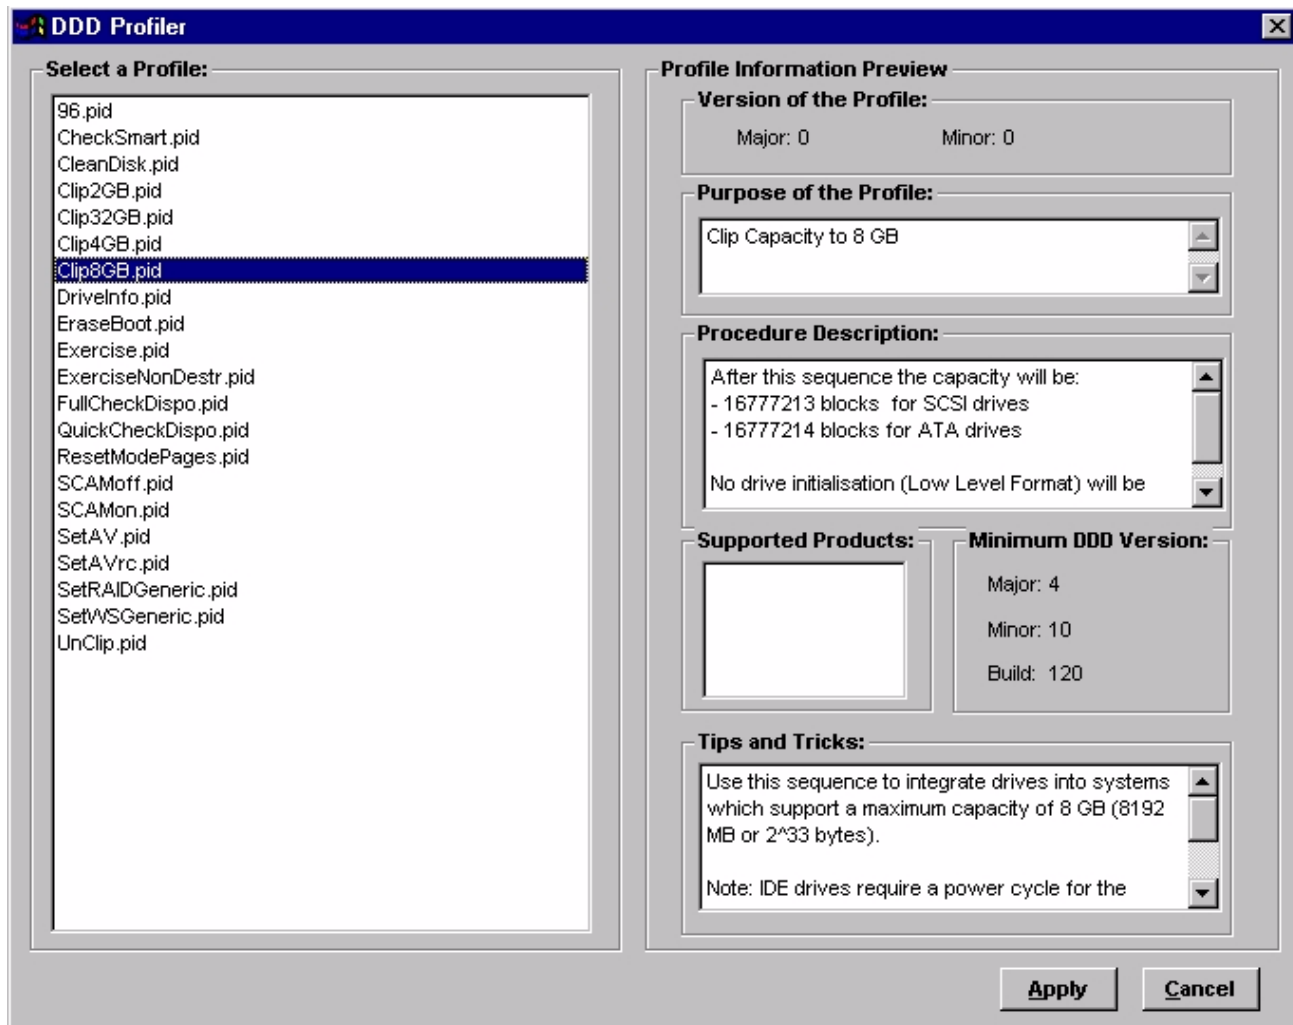 DDD Profiler
Select a Profile:
96.pid
CheckSmart.pid
CleanDisk.pid
Clip2GB.pid
Clip32GB.pid
Clip4GB.pid
Clip8GB.pid
DriveInfo.pid
EraseBoot.pid
Exercise.pid
ExerciseNonDestr.pid
FullCheckDispo.pid
QuickCheckDispo.pid
ResetModePages.pid
SCAMoff.pid
SCAMon.pid
SetAV.pid
SetAVrc.pid
SetRAIDGeneric.pid
SetWSGeneric.pid
UnClip.pid
Profile Information Preview
Version of the Profile:
Major: 0 Minor: 0
Purpose of the Profile:
Clip Capacity to 8 GB
Procedure Description:
After this sequence the capacity will be:
- 16777213 blocks for SCSI drives
- 16777214 blocks for ATA drives
No drive initialisation (Low Level Format) will be
Supported Products:
Minimum DDD Version:
Major: 4
Minor: 10
Build: 120
Tips and Tricks:
Use this sequence to integrate drives into systems
which support a maximum capacity of 8 GB (8192
MB or 2^33 bytes).
Note: IDE drives require a power cycle for the
Apply Cancel